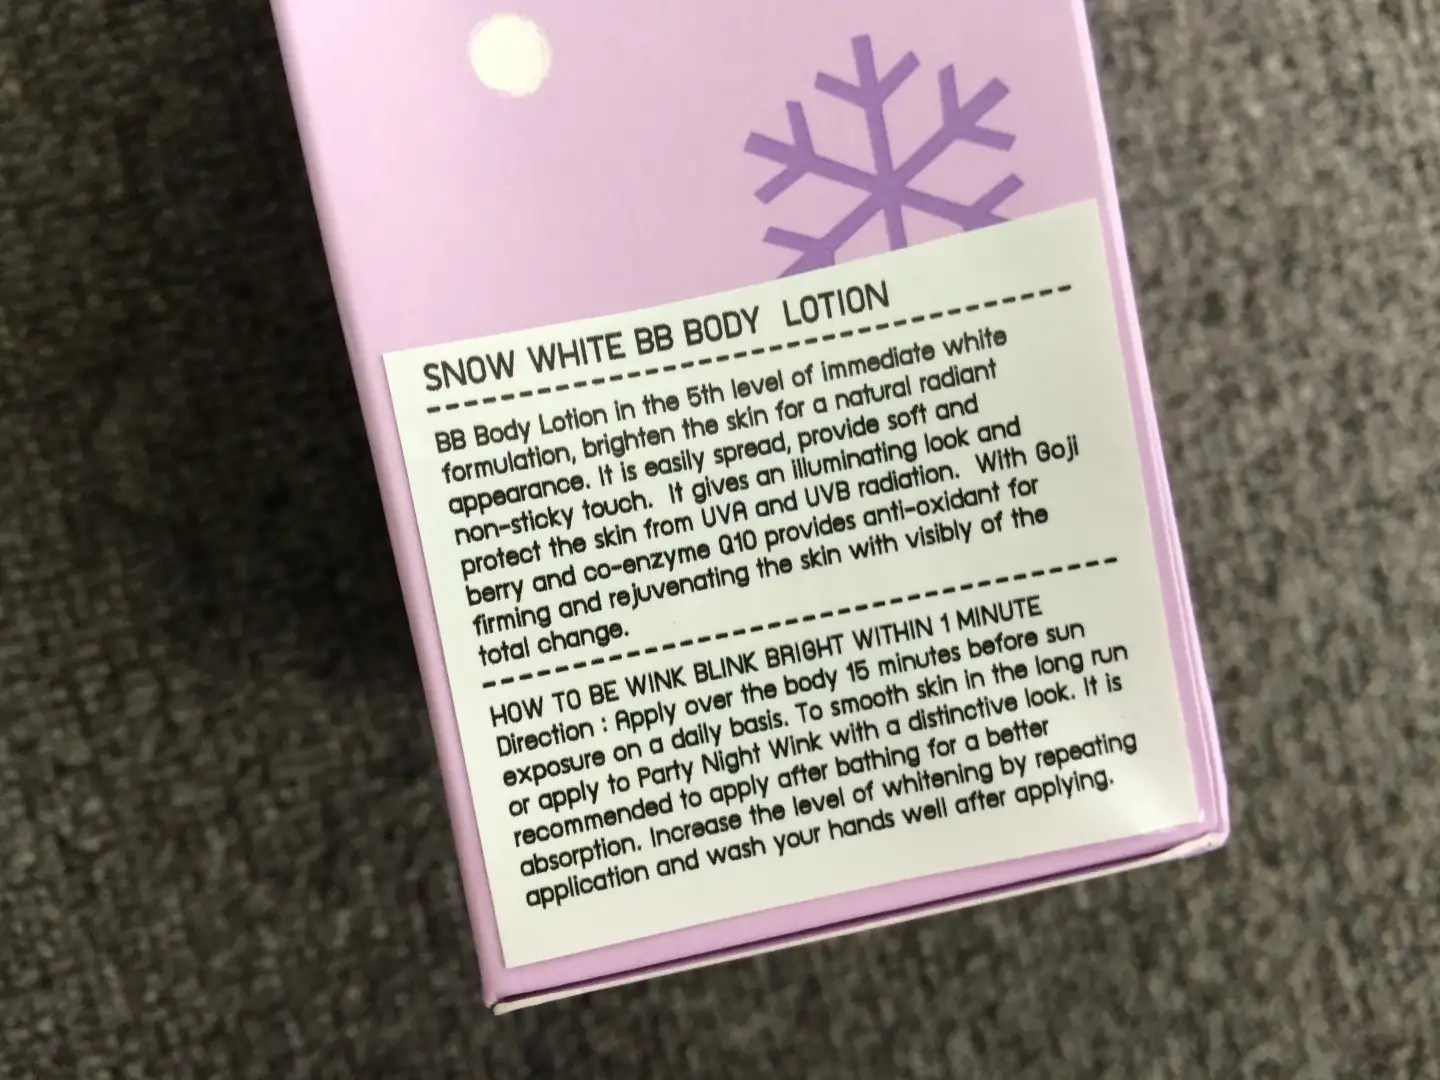 SNOW WHITE BB BODY LOTION
BB Body Lotion in the 5th level of immediate white
formulation, brighten the skin for a natural radiant
appearance. It is easily spread, provide soft and
non-sticky touch. It gives an illuminating look and
protect the skin from UVA and UVB radiation. With Goji
berry and co-enzyme Q10 provides anti-oxidant for
firming and rejuvenating the skin with visibly of the
total change.
HOW TO BE WINK BLINK BRIGHT WITHIN 1 MINUTE
Direction : Apply over the body 15 minutes before sun
exposure on a daily basis. To smooth skin in the long run
or apply to Party Night Wink with a distinctive look. It is
recommended to apply after bathing for a better
absorption. Increase the level of whitening by repeating
application and wash your hands well after applying.